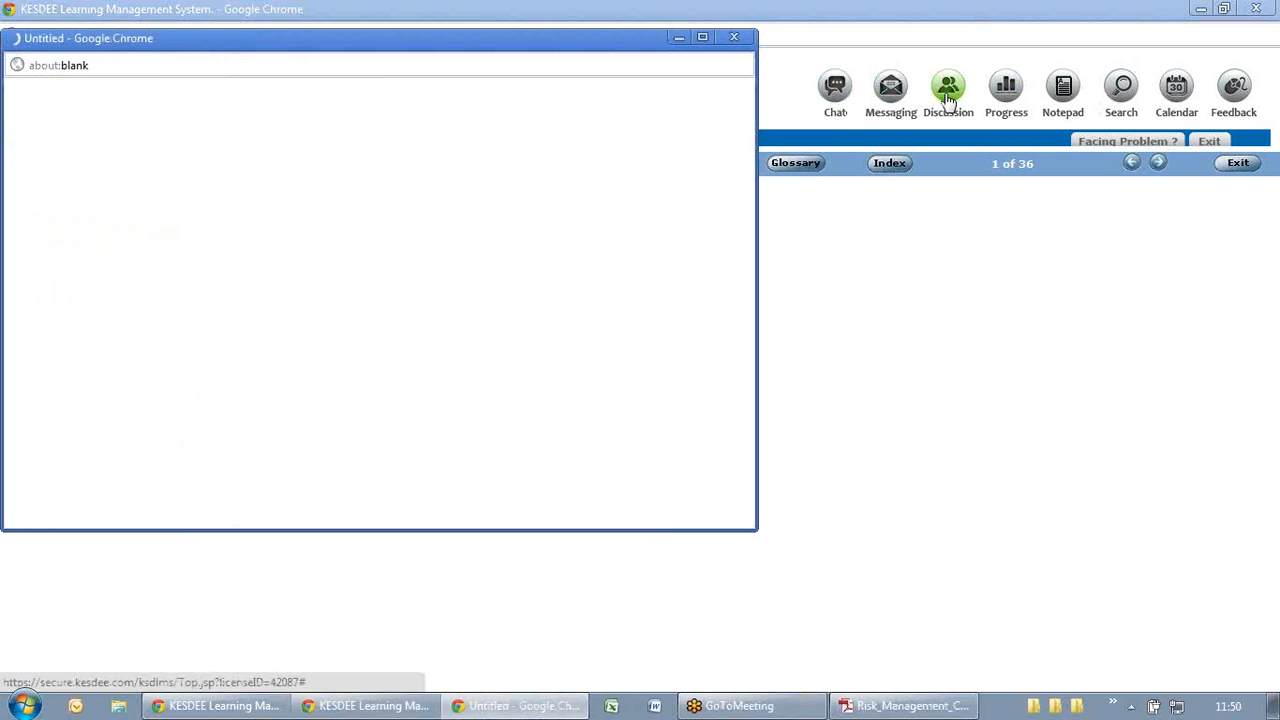 KESDEE Learning Management System. - Google Chrome
Untitled - Google Chrome
about:blank
Chat Messaging Discussion Progress Notepad Search Calendar Feedback
Facing Problem ? Exit
Glossary Index 1 of 36 Exit
https://secure.kesdee.com/ksdlms/Top.jsp?licenseID=42087#
KESDEE Learning Ma... KESDEE Learning Ma... Untitled - Google Ch... GoToMeeting Risk_Management_C... 11:50